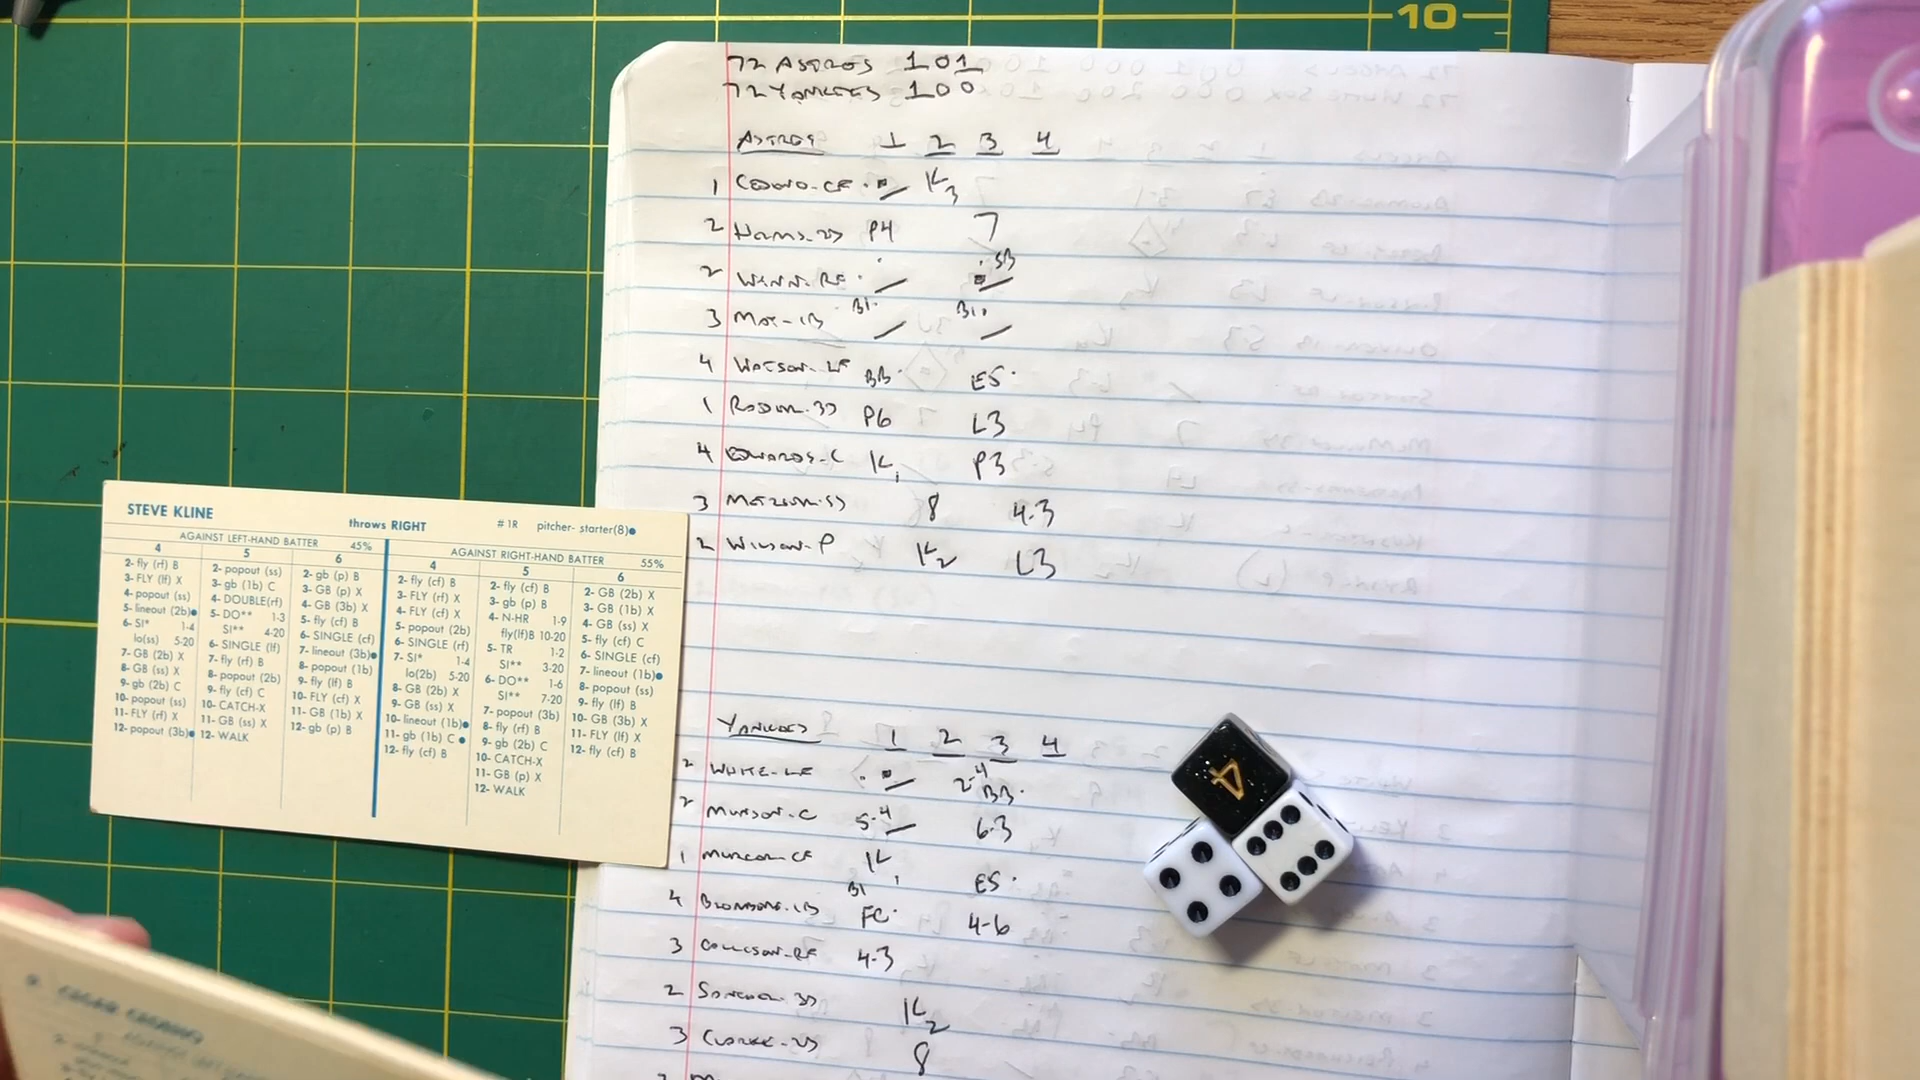 10
72 ASTROS 101
72 YANKEES 100
ASTROS 1 2 3 4
1 CEDENO-CF K3
2 HELMS-2B P4 7
2 WYNN-RF SB
3 MAY-1B BI BI
4 WATSON-LF BB E5
1 RADER-3B P6 L3
4 EDWARDS-C K1 P3
3 METZGER-SS 8 4-3
2 WILSON-P K2 L3
YANKEES 1 2 3 4
2 WHITE-LF 2-4 BB
2 MUNSON-C 5-4 6-3
1 MURCER-CF K1 E5
4 BLOMBERG-1B BI FC 4-6
3 CALLISON-RF 4-3
2 SANCHEZ-3B K2
3 CLARKE-2B 8
STEVE KLINE throws RIGHT # 1R pitcher- starter(8)●
AGAINST LEFT-HAND BATTER 45%
4 5 6
2- fly (rf) B
3- FLY (lf) X
4- popout (ss)
5- lineout (2b)●
6- SI* 1-4
lo(ss) 5-20
7- GB (2b) X
8- GB (ss) X
9- gb (2b) C
10- popout (ss)
11- FLY (rf) X
12- popout (3b)●
2- popout (ss)
3- gb (1b) C
4- DOUBLE(rf)
5- DO** 1-3
SI** 4-20
6- SINGLE (lf)
7- fly (rf) B
8- popout (2b)
9- fly (cf) C
10- CATCH-X
11- GB (ss) X
12- WALK
2- gb (p) B
3- GB (p) X
4- GB (3b) X
5- fly (cf) B
6- SINGLE (cf)
7- lineout (3b)●
8- popout (1b)
9- fly (lf) B
10- FLY (cf) X
11- GB (1b) X
12- gb (p) B
AGAINST RIGHT-HAND BATTER 55%
4 5 6
2- fly (cf) B
3- FLY (rf) X
4- FLY (cf) X
5- popout (2b)
6- SINGLE (rf)
7- SI* 1-4
lo(2b) 5-20
8- GB (2b) X
9- GB (ss) X
10- lineout (1b)●
11- gb (1b) C ●
12- fly (cf) B
2- fly (cf) B
3- gb (p) B
4- N-HR 1-9
fly(lf)B 10-20
5- TR 1-2
SI** 3-20
6- DO** 1-6
SI** 7-20
7- popout (3b)
8- fly (rf) B
9- gb (2b) C
10- CATCH-X
11- GB (p) X
12- WALK
2- GB (2b) X
3- GB (1b) X
4- GB (ss) X
5- fly (cf) C
6- SINGLE (cf)
7- lineout (1b)●
8- popout (ss)
9- fly (lf) B
10- GB (3b) X
11- FLY (lf) X
12- fly (cf) B
4